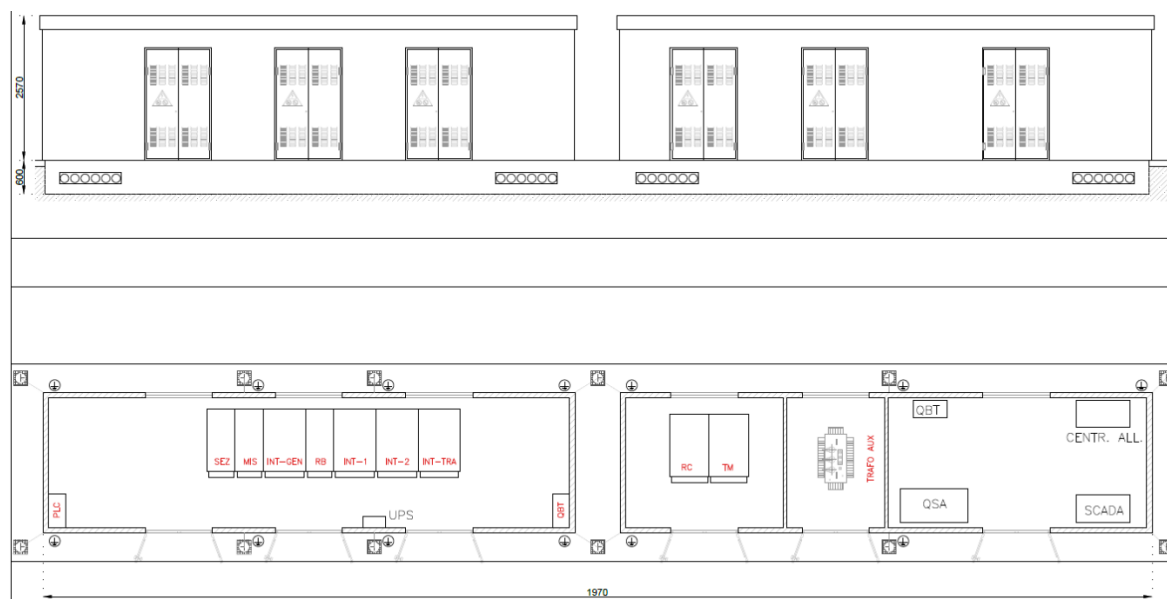 2570
600
SEZ
MIS
INT-GEN
RB
INT-1
INT-2
INT-TRA
PLC
UPS
QBT
RC
TM
TRAFO AUX
QBT
CENTR. ALL.
QSA
SCADA
1970